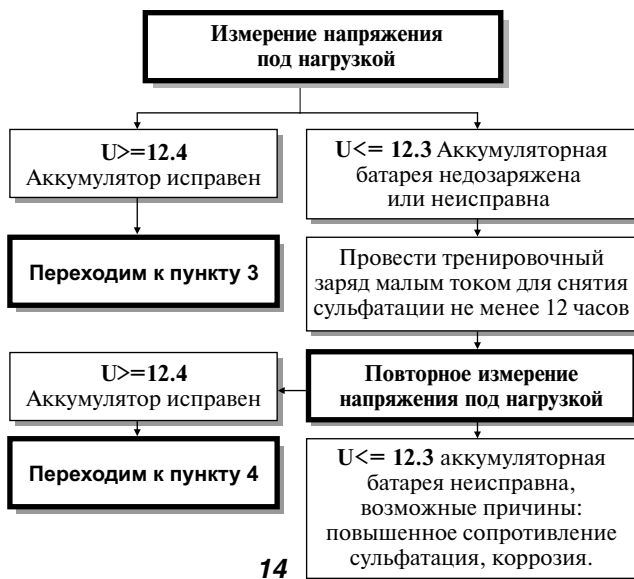 Измерение напряжения
под нагрузкой
U>=12.4
Аккумулятор исправен
U<= 12.3 Аккумуляторная
батарея недозаряжена
или неисправна
Переходим к пункту 3
Провести тренировочный
заряд малым током для снятия
сульфатации не менее 12 часов
U>=12.4
Аккумулятор исправен
Повторное измерение
напряжения под нагрузкой
Переходим к пункту 4
U<= 12.3 аккумуляторная
батарея неисправна,
возможные причины:
повышенное сопротивление
сульфатация, коррозия.
14